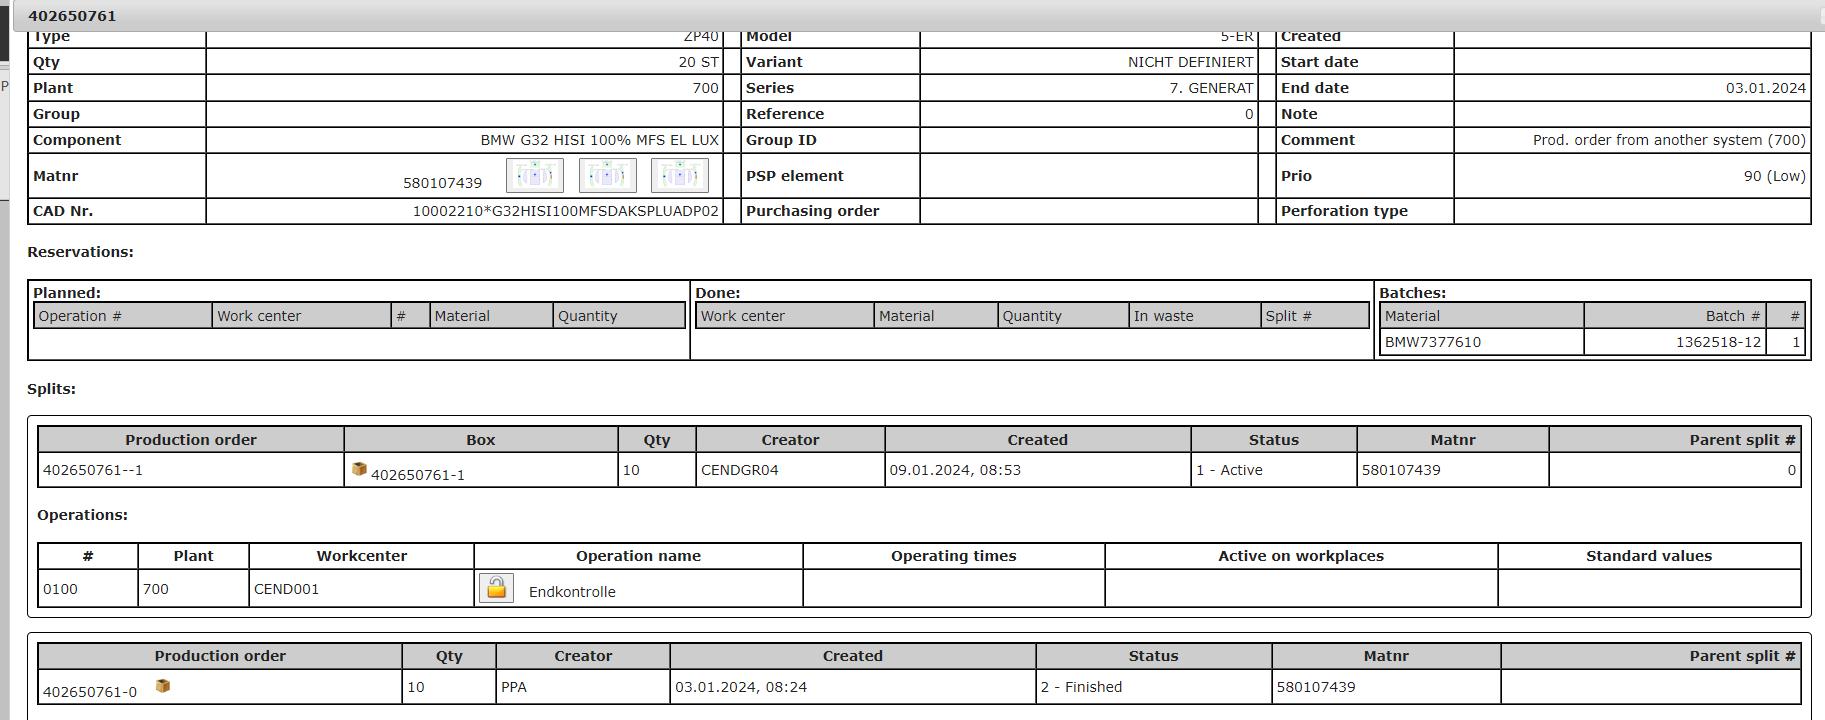 402650761
P
Type ZP40 Model 5-ER Created
Qty 20 ST Variant NICHT DEFINIERT Start date
Plant 700 Series 7. GENERAT End date 03.01.2024
Group Reference 0 Note
Component BMW G32 HISI 100% MFS EL LUX Group ID Comment Prod. order from another system (700)
Matnr 580107439 PSP element Prio 90 (Low)
CAD Nr. 10002210*G32HISI100MFSDAKSPLUADP02 Purchasing order Perforation type
Reservations:
Planned: Done: Batches:
Operation # Work center # Material Quantity Work center Material Quantity In waste Split # Material Batch # #
BMW7377610 1362518-12 1
Splits:
Production order Box Qty Creator Created Status Matnr Parent split #
402650761--1 402650761-1 10 CENDGR04 09.01.2024, 08:53 1 - Active 580107439 0
Operations:
# Plant Workcenter Operation name Operating times Active on workplaces Standard values
0100 700 CEND001 Endkontrolle
Production order Qty Creator Created Status Matnr Parent split #
402650761-0 10 PPA 03.01.2024, 08:24 2 - Finished 580107439